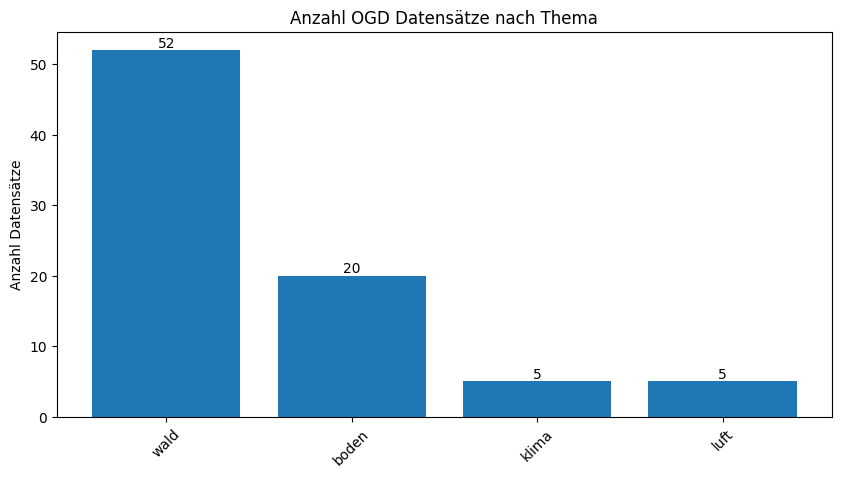 Anzahl OGD Datensätze nach Thema
Anzahl Datensätze
50
40
30
20
10
0
52
20
5
5
wald
boden
klima
luft